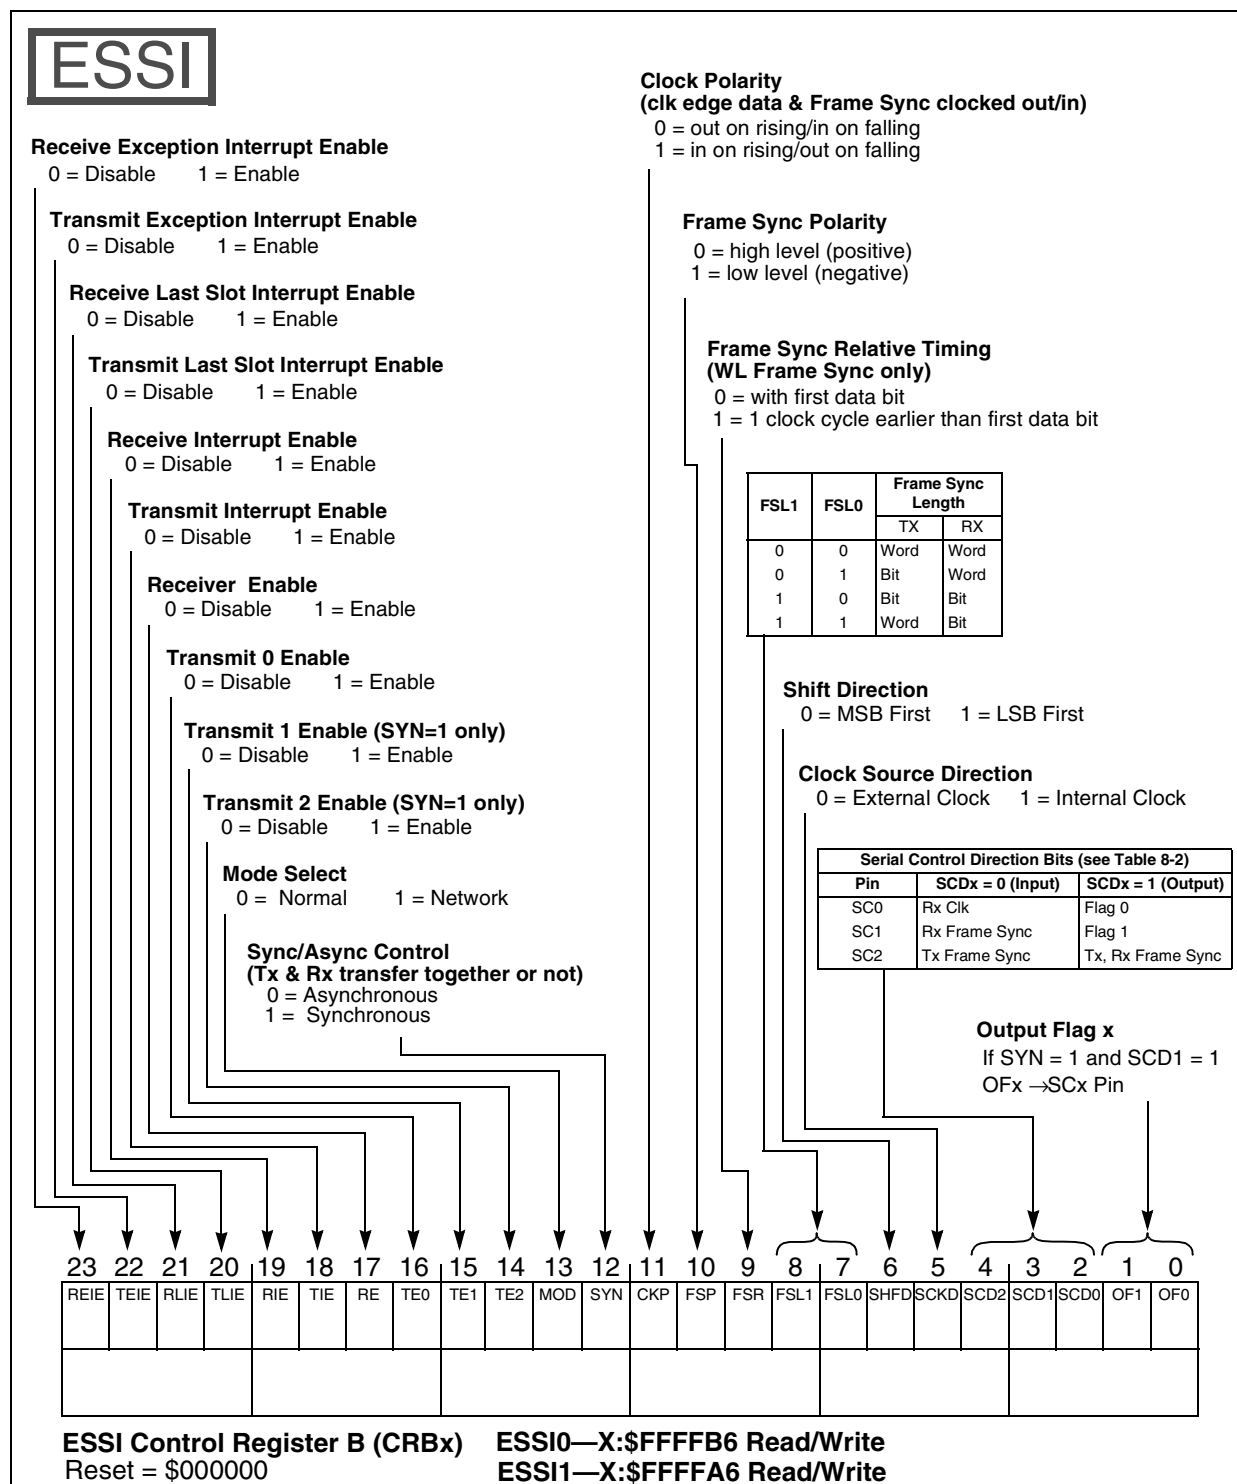 ESSI
Receive Exception Interrupt Enable
0 = Disable 1 = Enable
Transmit Exception Interrupt Enable
0 = Disable 1 = Enable
Receive Last Slot Interrupt Enable
0 = Disable 1 = Enable
Transmit Last Slot Interrupt Enable
0 = Disable 1 = Enable
Receive Interrupt Enable
0 = Disable 1 = Enable
Transmit Interrupt Enable
0 = Disable 1 = Enable
Receiver Enable
0 = Disable 1 = Enable
Transmit 0 Enable
0 = Disable 1 = Enable
Transmit 1 Enable (SYN=1 only)
0 = Disable 1 = Enable
Transmit 2 Enable (SYN=1 only)
0 = Disable 1 = Enable
Mode Select
0 = Normal 1 = Network
Sync/Async Control
(Tx & Rx transfer together or not)
0 = Asynchronous
1 = Synchronous
Clock Polarity
(clk edge data & Frame Sync clocked out/in)
0 = out on rising/in on falling
1 = in on rising/out on falling
Frame Sync Polarity
0 = high level (positive)
1 = low level (negative)
Frame Sync Relative Timing
(WL Frame Sync only)
0 = with first data bit
1 = 1 clock cycle earlier than first data bit
FSL1 FSL0 Frame Sync Length
TX RX
0 0 Word Word
0 1 Bit Word
1 0 Bit Bit
1 1 Word Bit
Shift Direction
0 = MSB First 1 = LSB First
Clock Source Direction
0 = External Clock 1 = Internal Clock
Serial Control Direction Bits (see Table 8-2)
Pin SCDx = 0 (Input) SCDx = 1 (Output)
SC0 Rx Clk Flag 0
SC1 Rx Frame Sync Flag 1
SC2 Tx Frame Sync Tx, Rx Frame Sync
Output Flag x
If SYN = 1 and SCD1 = 1
OFx →SCx Pin
23 22 21 20 19 18 17 16 15 14 13 12 11 10 9 8 7 6 5 4 3 2 1 0
REIE TEIE RLIE TLIE RIE TIE RE TE0 TE1 TE2 MOD SYN CKP FSP FSR FSL1 FSL0 SHFD SCKD SCD2 SCD1 SCD0 OF1 OF0
ESSI Control Register B (CRBx) ESSI0—X:$FFFFB6 Read/Write
Reset = $000000 ESSI1—X:$FFFFA6 Read/Write